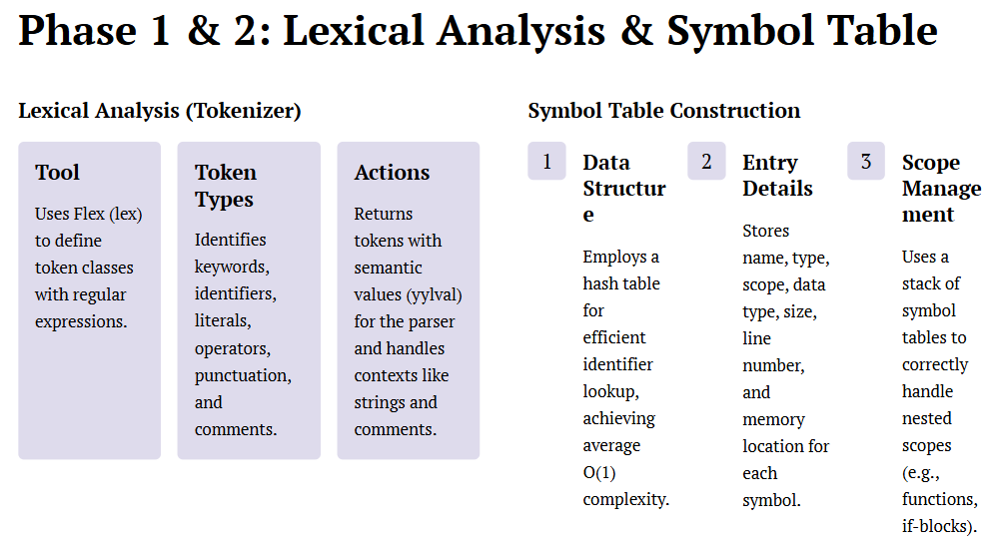 Phase 1 & 2: Lexical Analysis & Symbol Table
Lexical Analysis (Tokenizer)
Tool
Uses Flex (lex)
to define
token classes
with regular
expressions.
Token
Types
Identifies
keywords,
identifiers,
literals,
operators,
punctuation,
and
comments.
Actions
Returns
tokens with
semantic
values (yylval)
for the parser
and handles
contexts like
strings and
comments.
Symbol Table Construction
1
Data
Structur
e
Employs a
hash table
for
efficient
identifier
lookup,
achieving
average
O(1)
complexity.
2
Entry
Details
Stores
name, type,
scope, data
type, size,
line
number,
and
memory
location for
each
symbol.
3
Scope
Manage
ment
Uses a
stack of
symbol
tables to
correctly
handle
nested
scopes
(e.g.,
functions,
if-blocks).